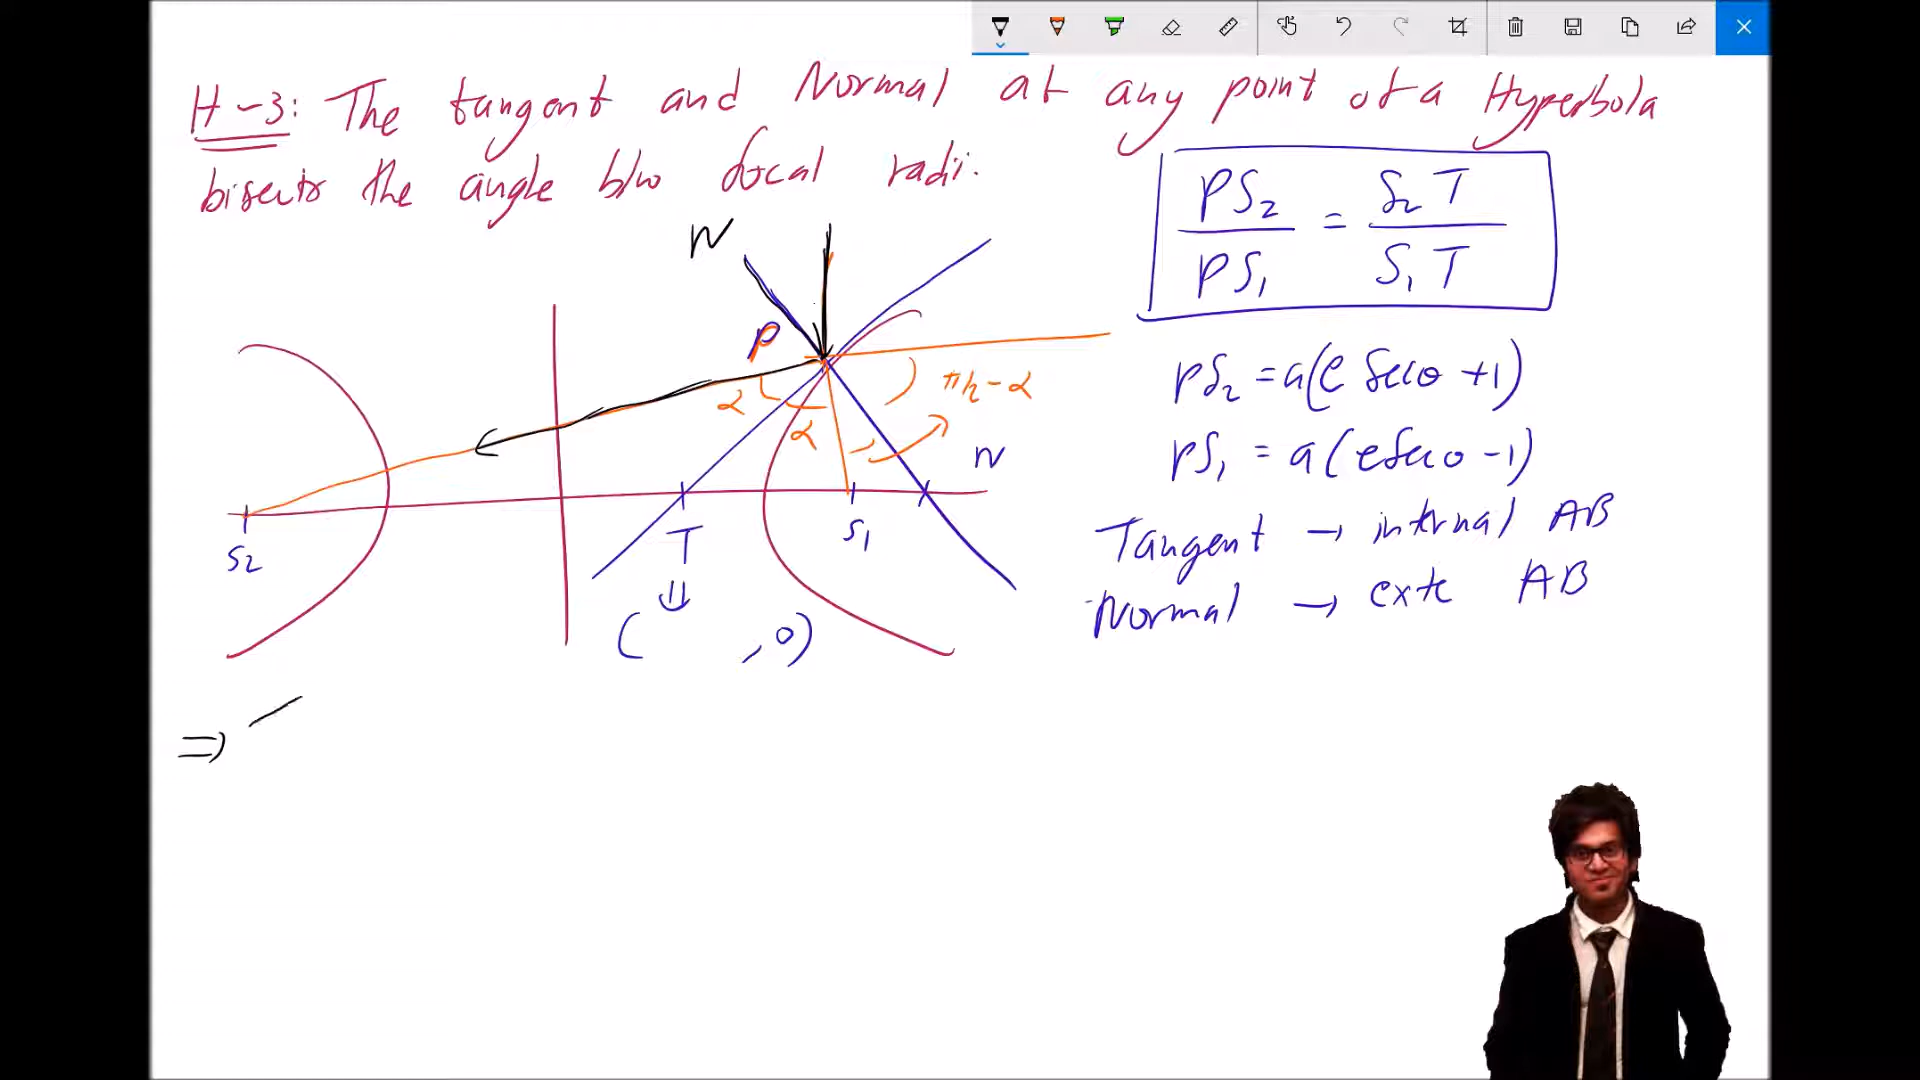 H-3: The tangent and Normal at any point of a Hyperbola
bisects the angle b/w focal radii.
PS₂/PS₁ = S₂T/S₁T
N
P
α
α
π/2 - α
N
S₂
T
S₁
⇓
( , 0)
PS₂ = a(e secθ + 1)
PS₁ = a(e secθ - 1)
Tangent → internal AB
Normal → exte AB
⇒